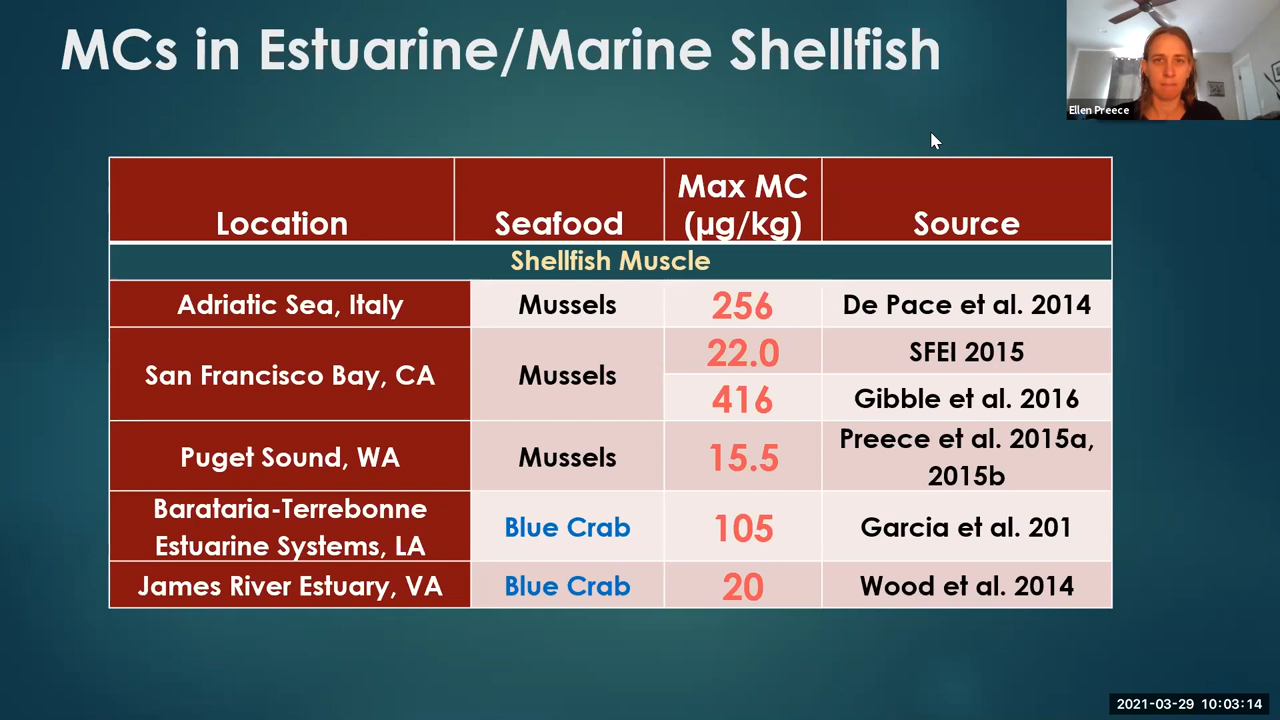 MCs in Estuarine/Marine Shellfish
Ellen Preece
Location Seafood Max MC (µg/kg) Source
Shellfish Muscle
Adriatic Sea, Italy Mussels 256 De Pace et al. 2014
San Francisco Bay, CA Mussels 22.0 SFEI 2015
416 Gibble et al. 2016
Puget Sound, WA Mussels 15.5 Preece et al. 2015a,
2015b
Barataria-Terrebonne
Estuarine Systems, LA Blue Crab 105 Garcia et al. 201
James River Estuary, VA Blue Crab 20 Wood et al. 2014
2021-03-29 10:03:14